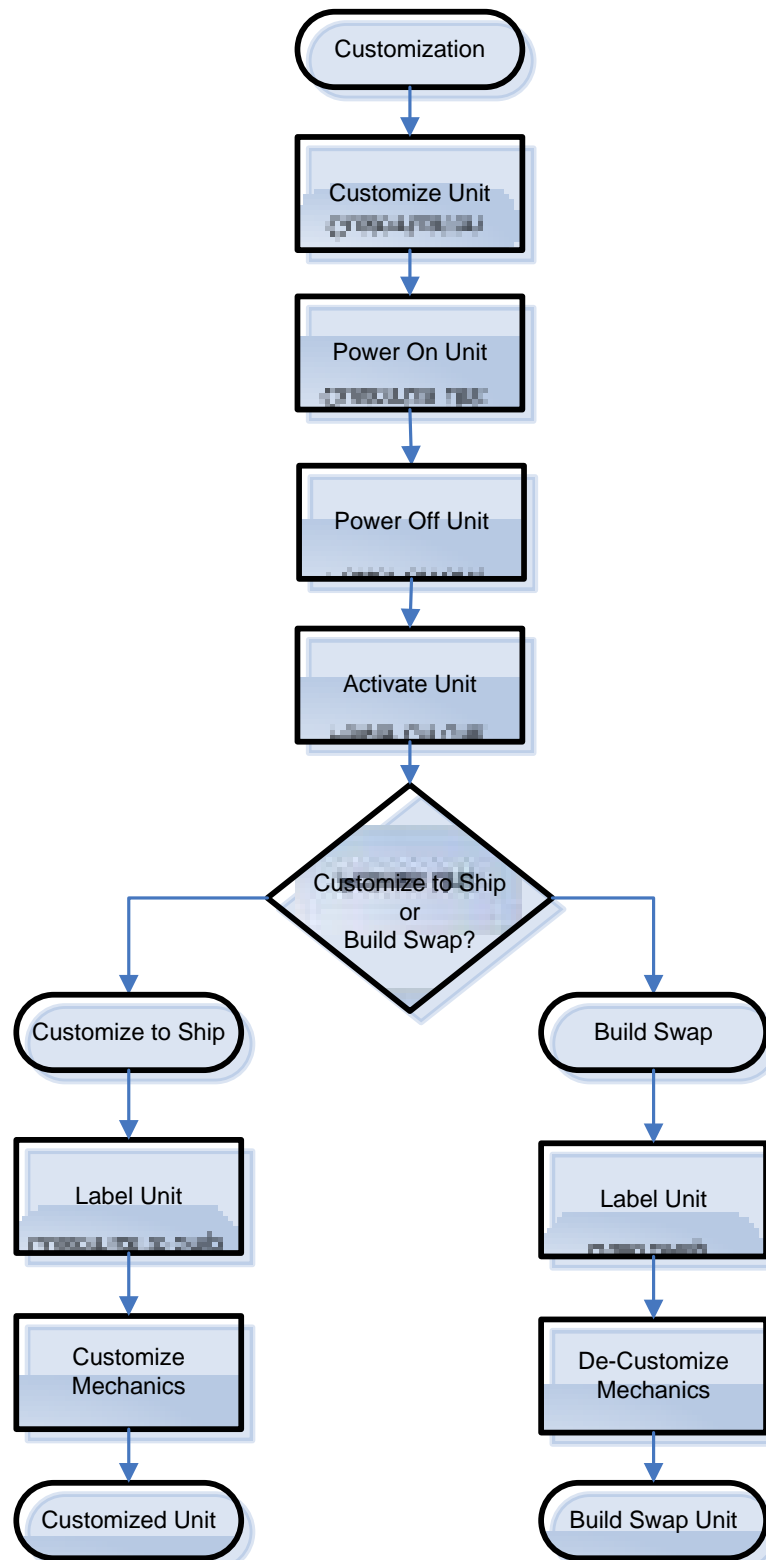 Customization
Customize Unit
Power On Unit
Power Off Unit
Activate Unit
Customize to Ship
or
Build Swap?
Customize to Ship
Build Swap
Label Unit
Label Unit
Customize
Mechanics
De-Customize
Mechanics
Customized Unit
Build Swap Unit